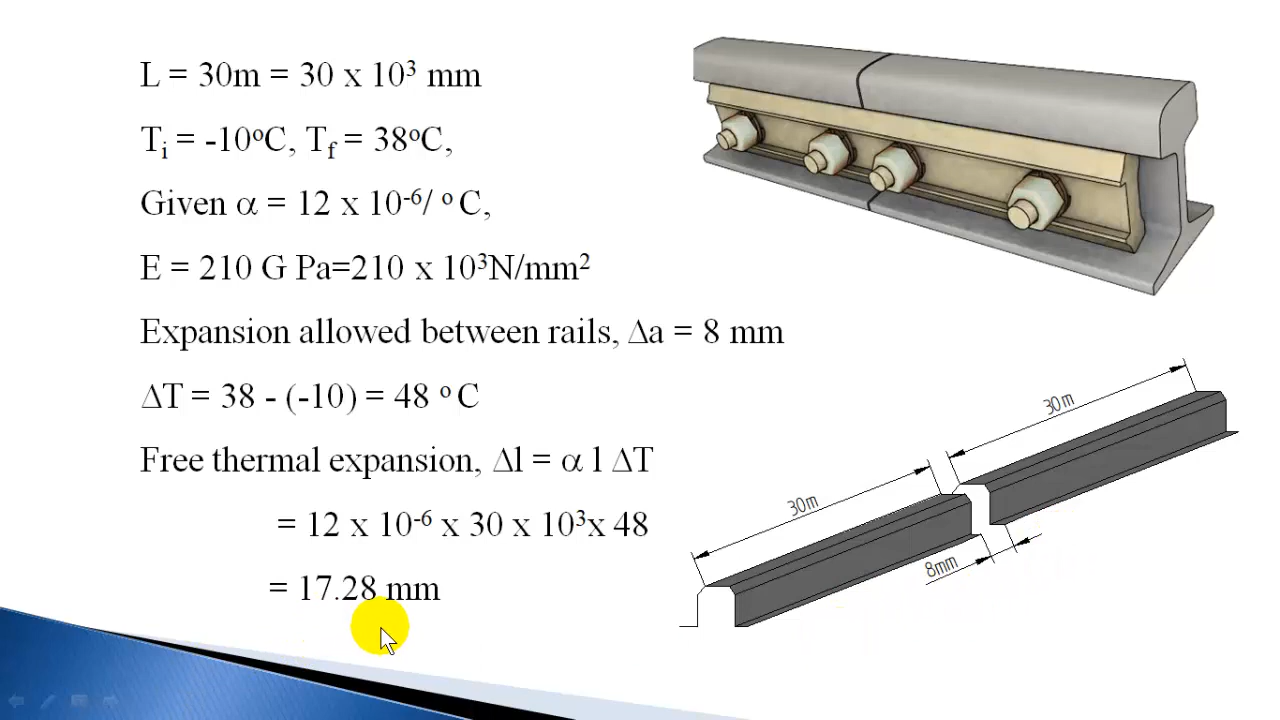 L = 30m = 30 x 10³ mm
Tᵢ = -10ᵒC, T_f = 38ᵒC,
Given α = 12 x 10⁻⁶/ ᵒ C,
E = 210 G Pa=210 x 10³N/mm²
Expansion allowed between rails, Δa = 8 mm
ΔT = 38 - (-10) = 48 ᵒ C
Free thermal expansion, Δl = α l ΔT
= 12 x 10⁻⁶ x 30 x 10³x 48
= 17.28 mm
30m
30m
8mm